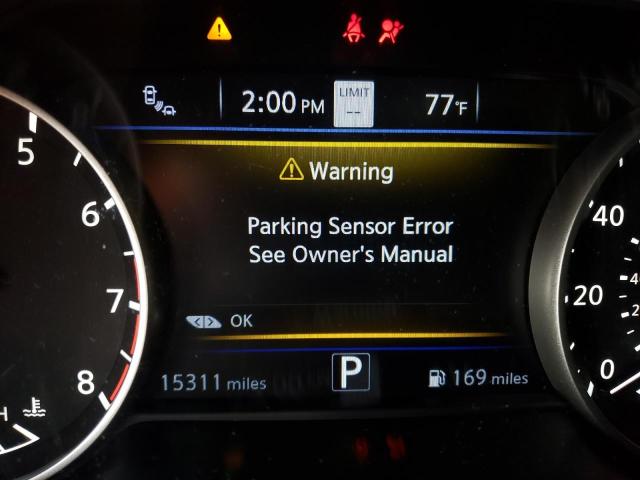 2:00 PM
LIMIT
--
77°F
5
6
7
8
H
Warning
Parking Sensor Error
See Owner's Manual
OK
15311 miles
P
169 miles
40
20
0